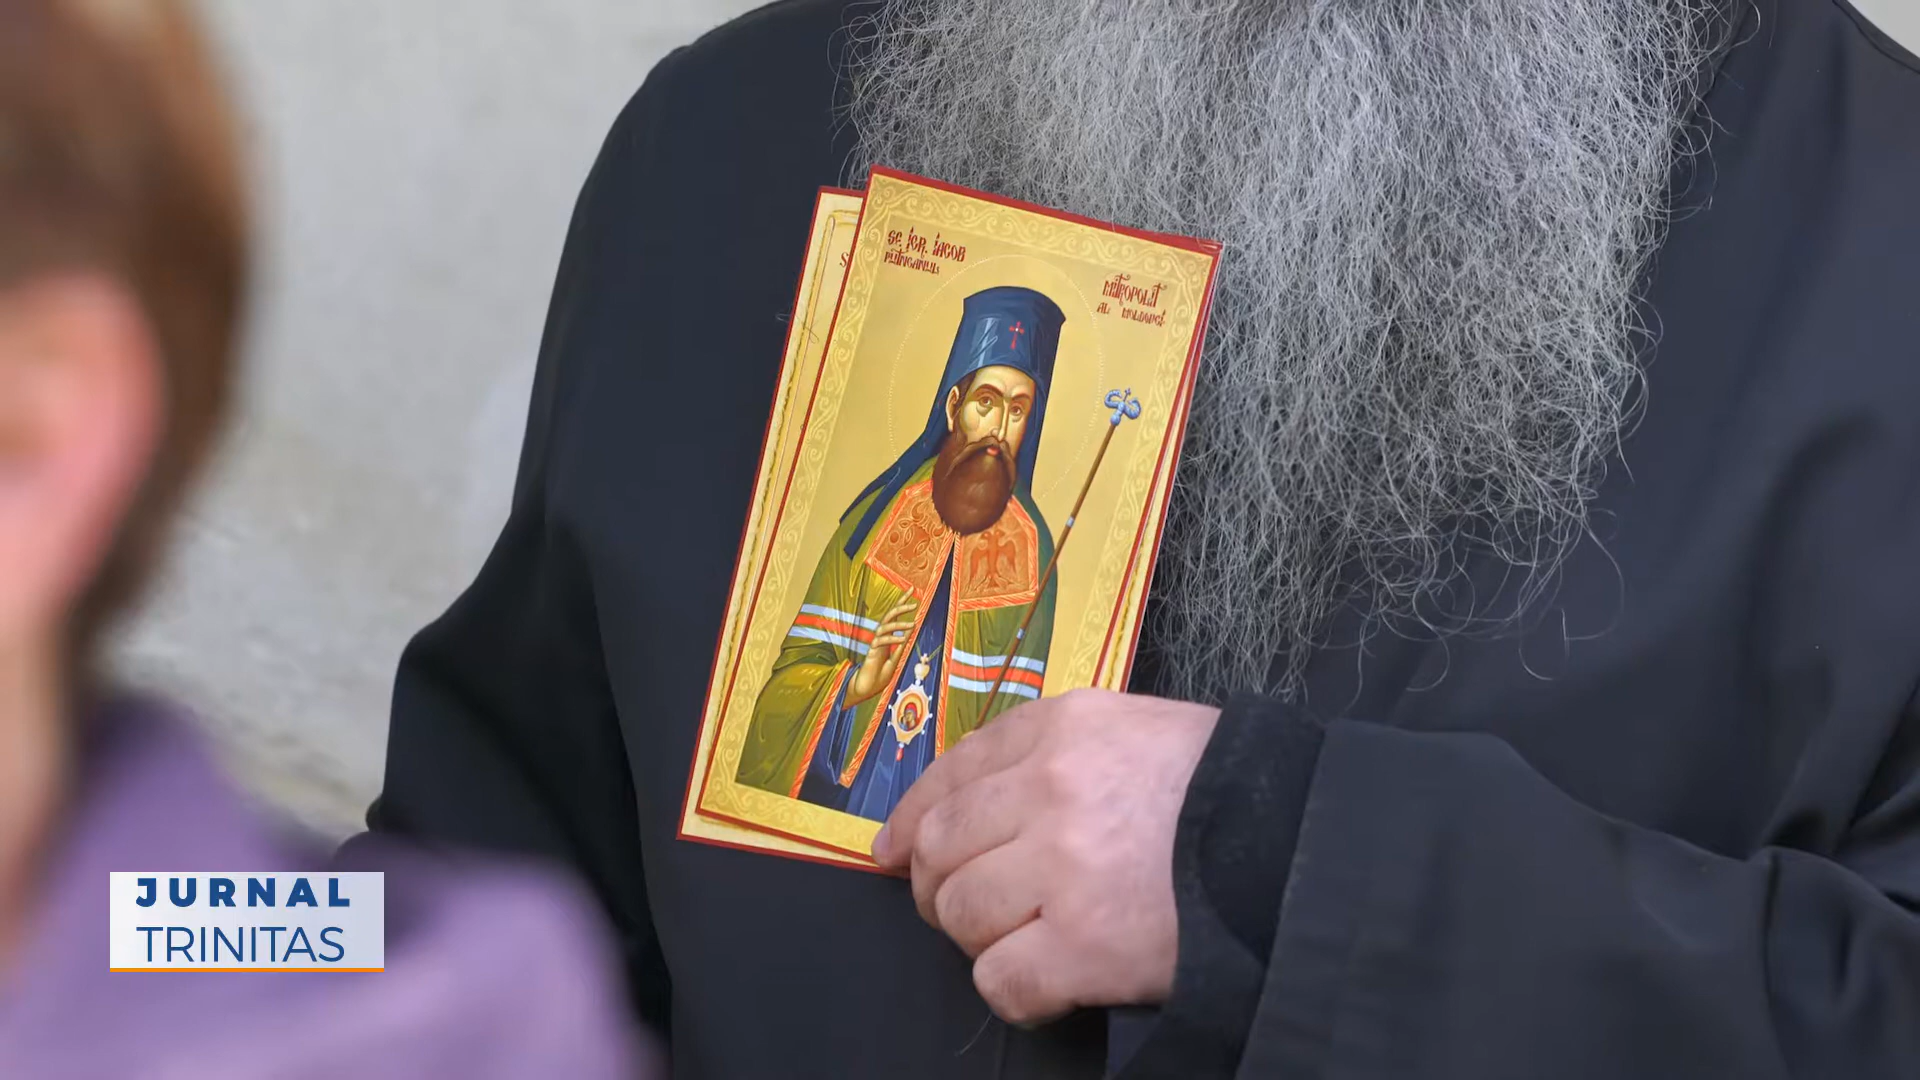 SF. IER. IACOB
PUTNEANUL
MITROPOLIT
AL MOLDOVEI
JURNAL
TRINITAS